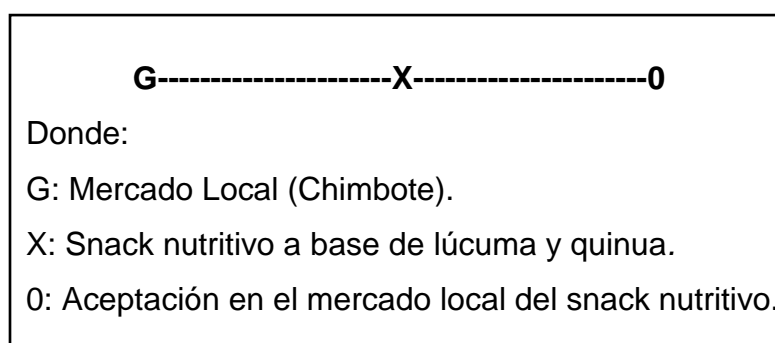 G----------------------X----------------------0
Donde:
G: Mercado Local (Chimbote).
X: Snack nutritivo a base de lúcuma y quinua.
0: Aceptación en el mercado local del snack nutritivo.